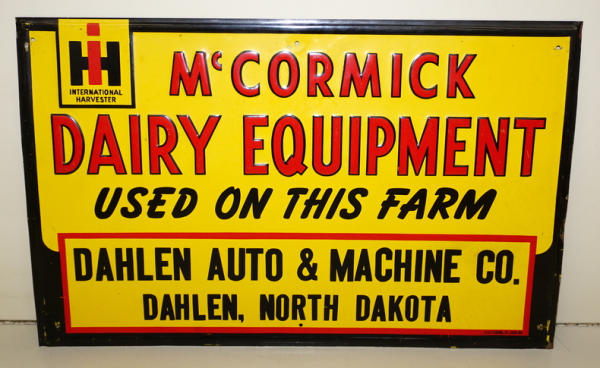 IH
INTERNATIONAL
HARVESTER
McCORMICK
DAIRY EQUIPMENT
USED ON THIS FARM
DAHLEN AUTO & MACHINE CO.
DAHLEN, NORTH DAKOTA